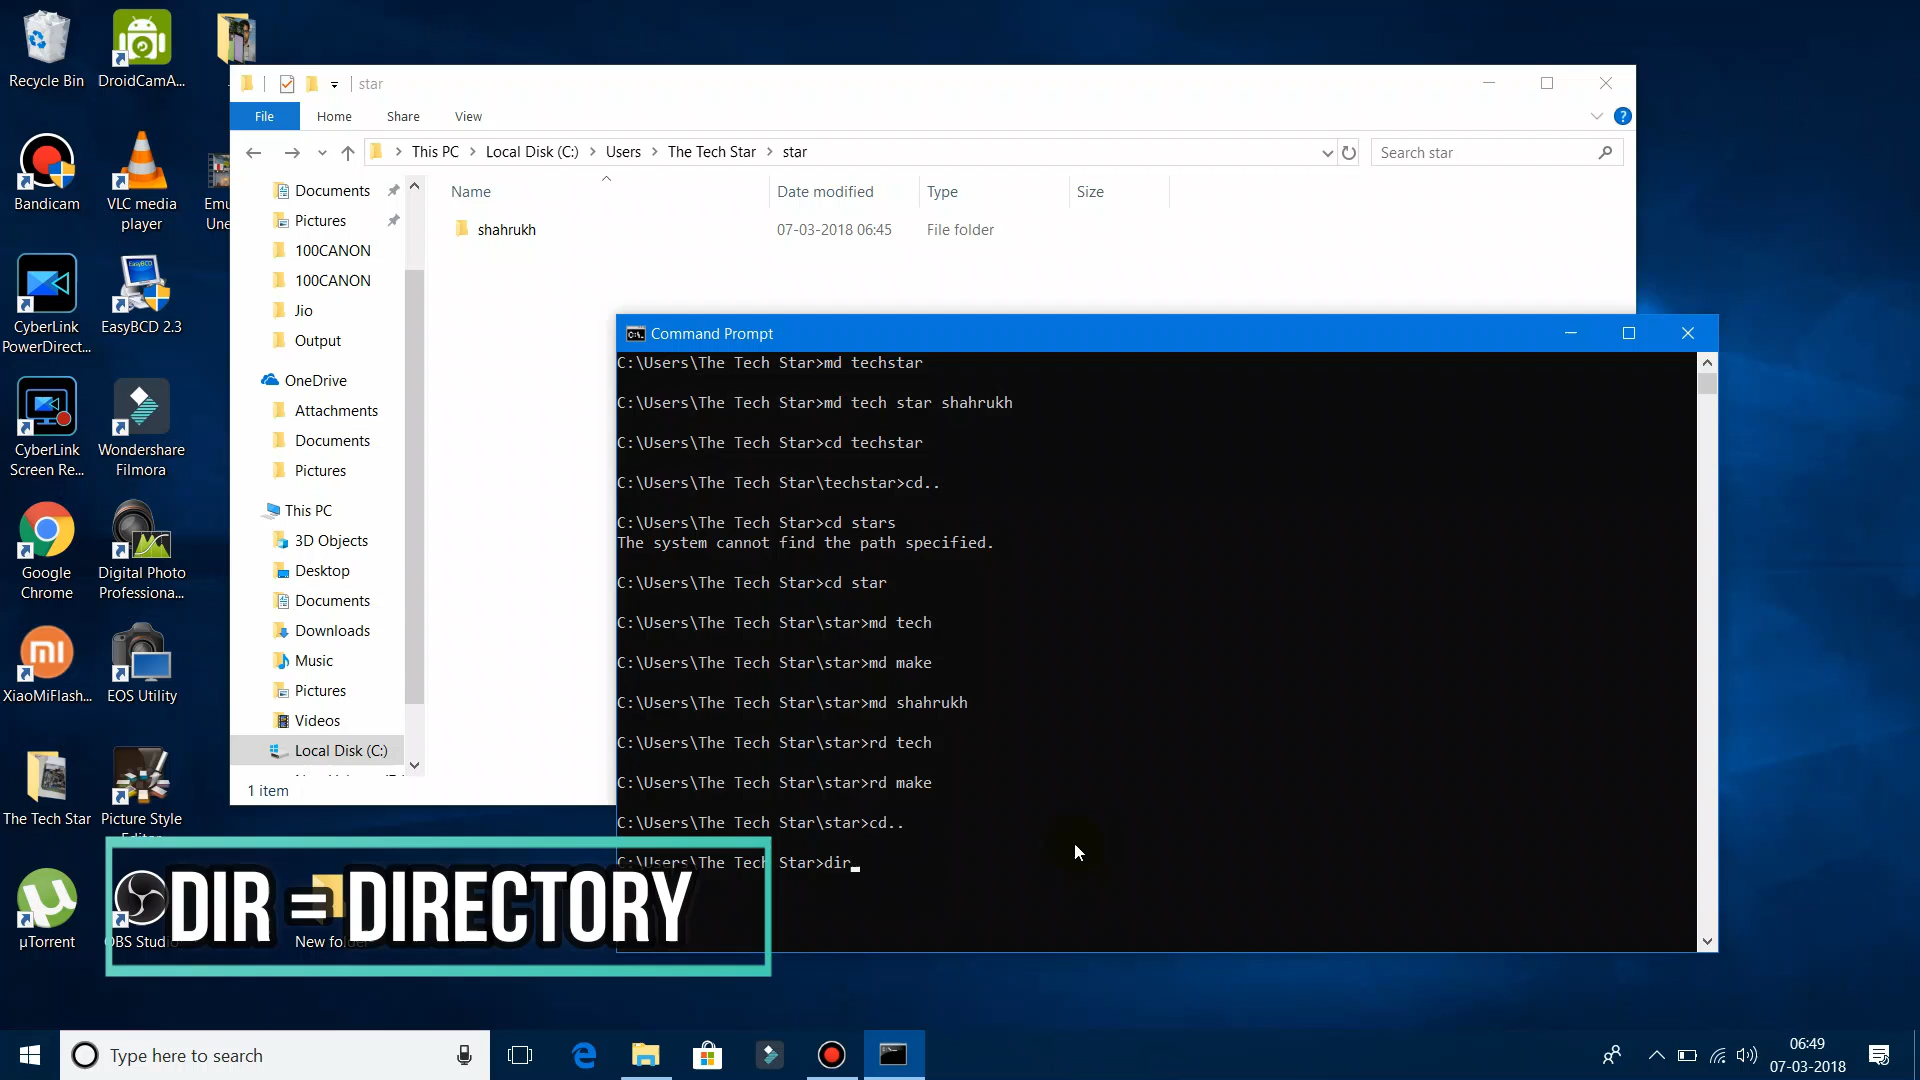 Recycle Bin
DroidCamA...
Bandicam
VLC media
player
Emu
Une
CyberLink
PowerDirect...
EasyBCD 2.3
CyberLink
Screen Re...
Wondershare
Filmora
Google
Chrome
Digital Photo
Professiona...
XiaoMiFlash...
EOS Utility
The Tech Star
Picture Style
µTorrent
OBS Studio
New folder
star
File
Home
Share
View
This PC
Local Disk (C:)
Users
The Tech Star
star
Search star
Name
Date modified
Type
Size
shahrukh
07-03-2018 06:45
File folder
Documents
Pictures
100CANON
100CANON
Jio
Output
OneDrive
Attachments
Documents
Pictures
This PC
3D Objects
Desktop
Documents
Downloads
Music
Pictures
Videos
Local Disk (C:)
1 item
Command Prompt
C:\Users\The Tech Star>md techstar
C:\Users\The Tech Star>md tech star shahrukh
C:\Users\The Tech Star>cd techstar
C:\Users\The Tech Star\techstar>cd..
C:\Users\The Tech Star>cd stars
The system cannot find the path specified.
C:\Users\The Tech Star>cd star
C:\Users\The Tech Star\star>md tech
C:\Users\The Tech Star\star>md make
C:\Users\The Tech Star\star>md shahrukh
C:\Users\The Tech Star\star>rd tech
C:\Users\The Tech Star\star>rd make
C:\Users\The Tech Star\star>cd..
C:\Users\The Tech Star>dir
DIR = DIRECTORY
Type here to search
06:49
07-03-2018